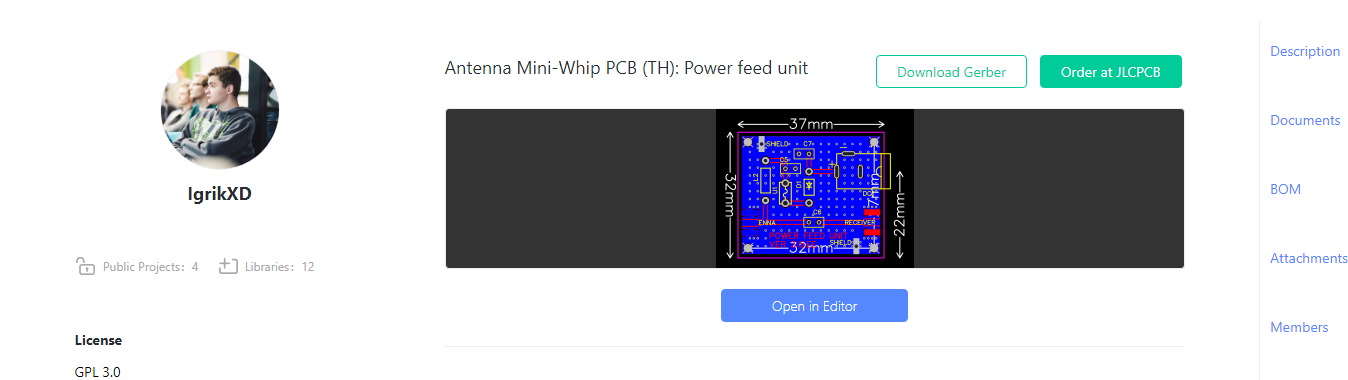 IgrikXD
Public Projects: 4
Libraries: 12
License
GPL 3.0
Antenna Mini-Whip PCB (TH): Power feed unit
Download Gerber
Order at JLCPCB
37mm
SHIELD
C7
C5
L2
32mm
7mm
22mm
C6
ENNA
RECEIVER
POWER FEED UNIT
VER
SHIELD
32mm
Open in Editor
Description
Documents
BOM
Attachments
Members